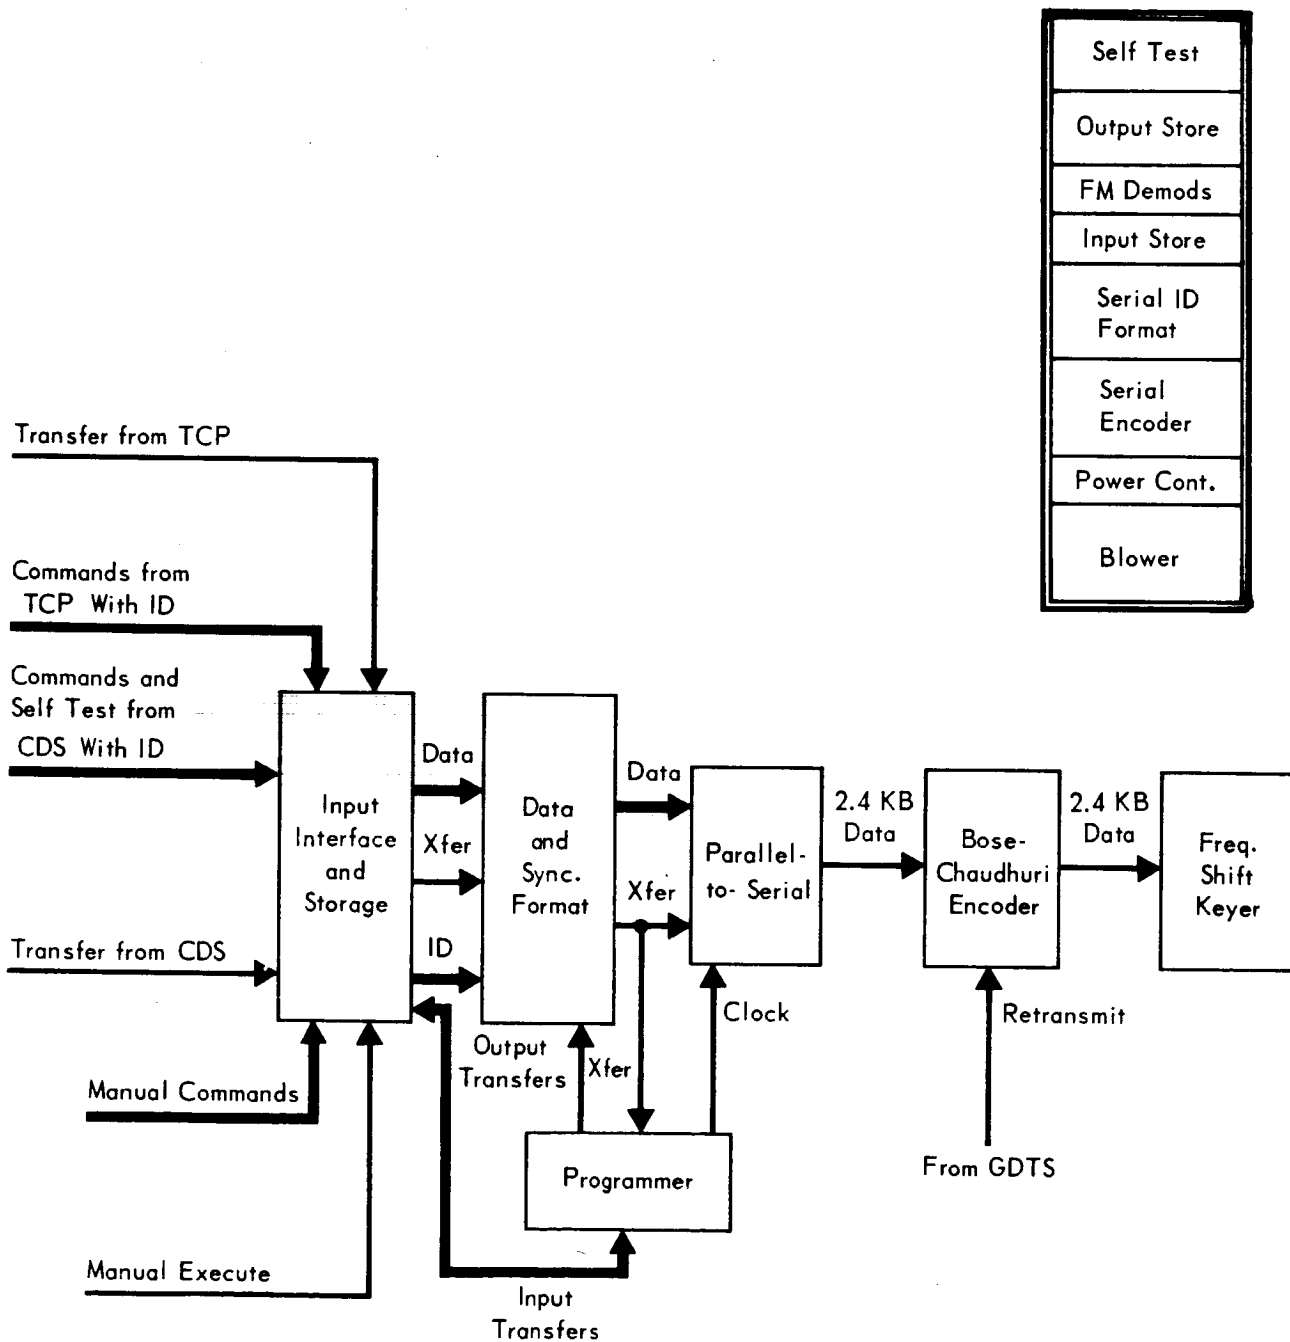 Self Test
Output Store
FM Demods
Input Store
Serial ID
Format
Serial
Encoder
Power Cont.
Blower
Transfer from TCP
Commands from
TCP With ID
Commands and
Self Test from
CDS With ID
Transfer from CDS
Manual Commands
Manual Execute
Input
Interface
and
Storage
Data
Xfer
ID
Data
and
Sync.
Format
Data
Xfer
Parallel-
to-Serial
2.4 KB
Data
Bose-
Chaudhuri
Encoder
2.4 KB
Data
Freq.
Shift
Keyer
Output
Transfers
Xfer
Clock
Retransmit
Programmer
From GDTS
Input
Transfers